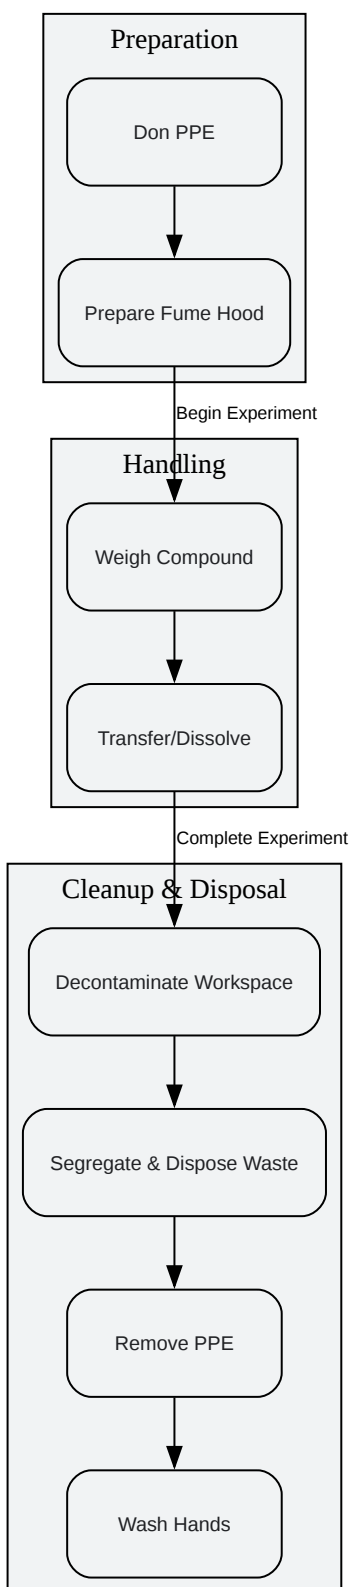 Preparation
Don PPE
Prepare Fume Hood
Begin Experiment
Handling
Weigh Compound
Transfer/Dissolve
Complete Experiment
Cleanup & Disposal
Decontaminate Workspace
Segregate & Dispose Waste
Remove PPE
Wash Hands